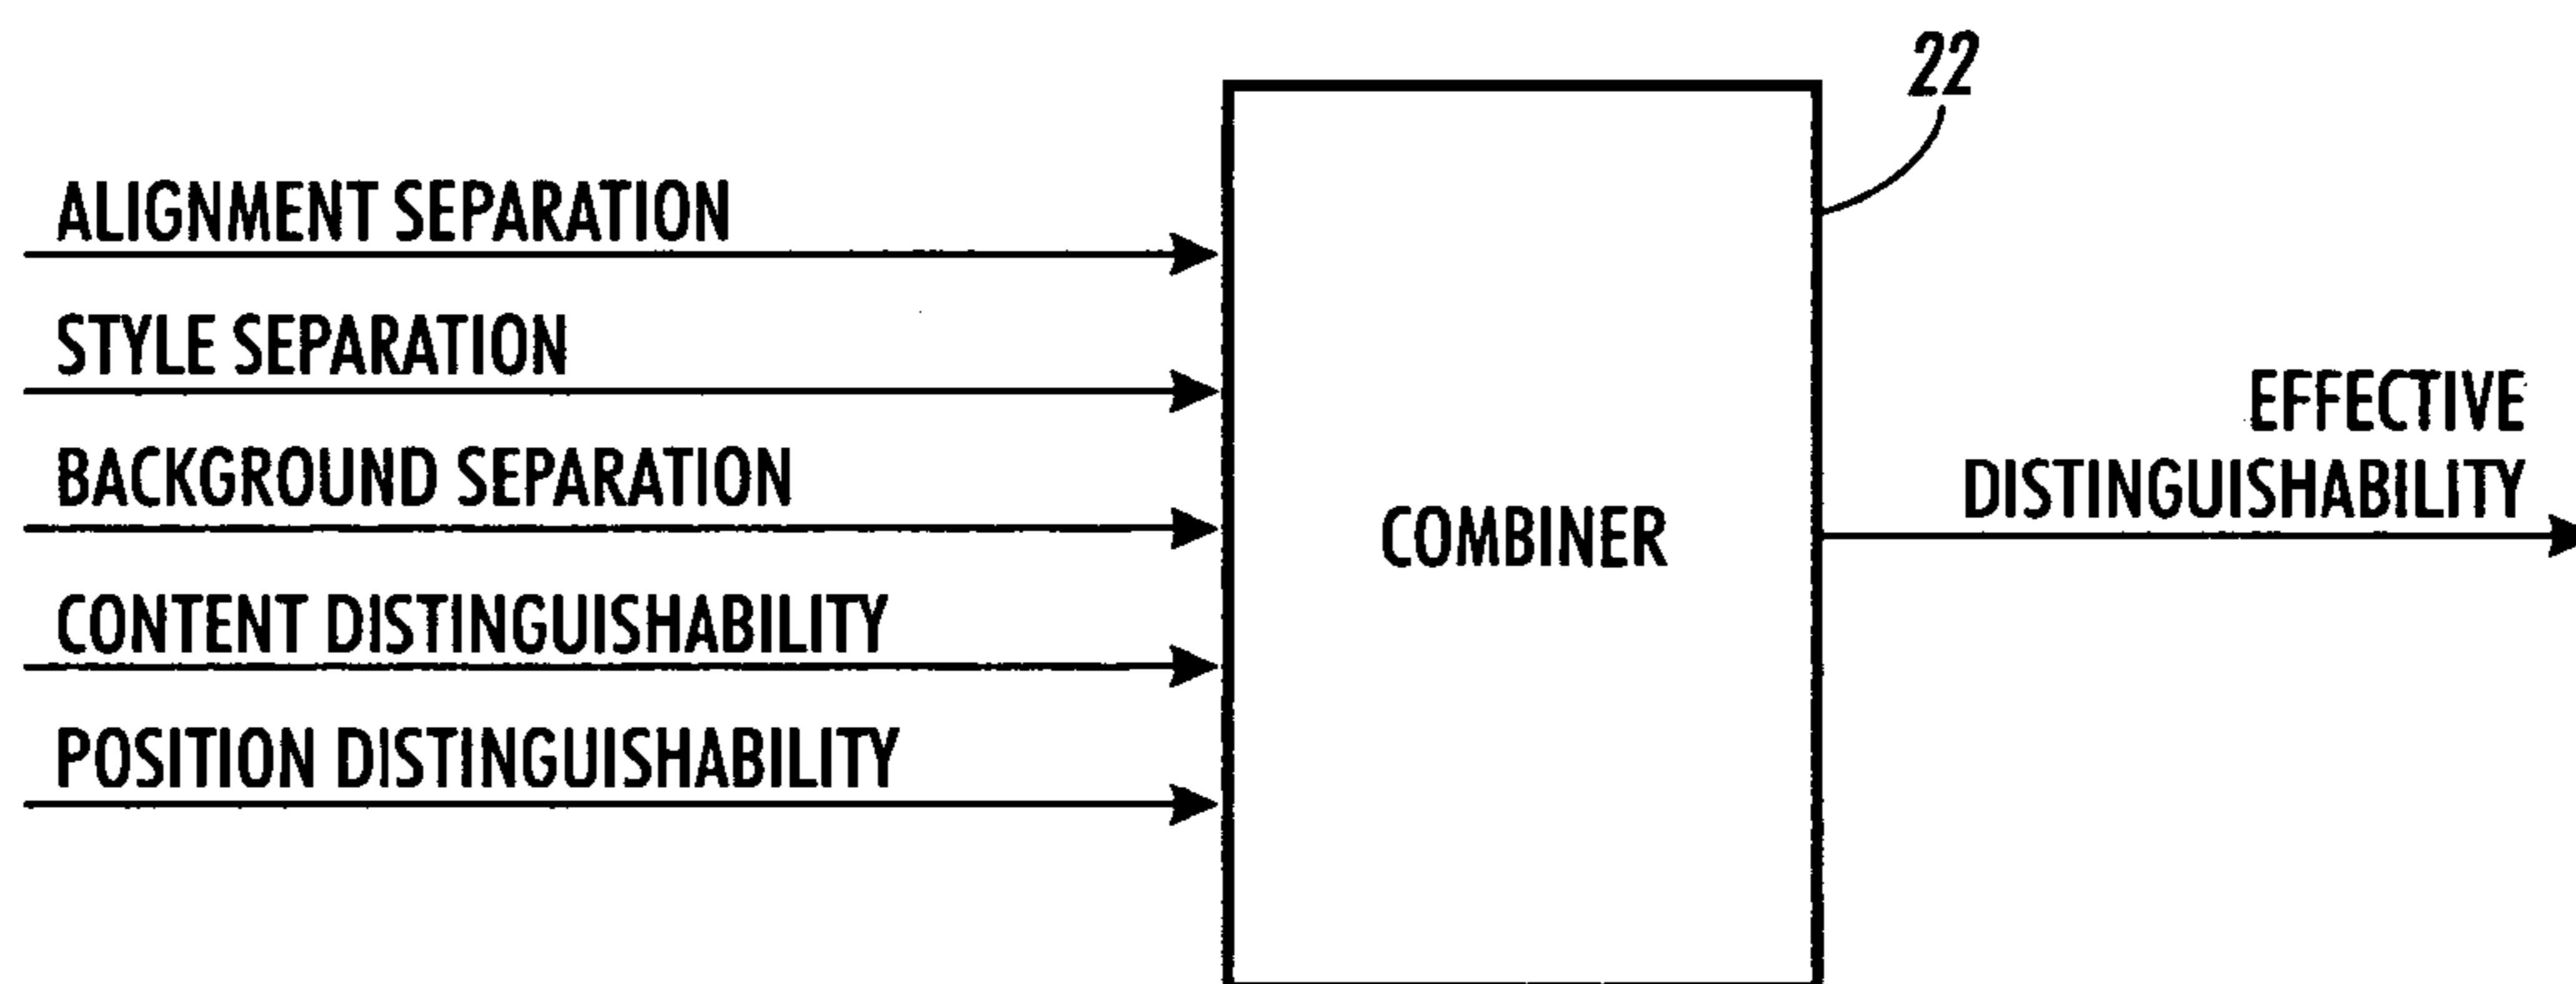 22
ALIGNMENT SEPARATION
STYLE SEPARATION
BACKGROUND SEPARATION
CONTENT DISTINGUISHABILITY
POSITION DISTINGUISHABILITY
COMBINER
EFFECTIVE
DISTINGUISHABILITY